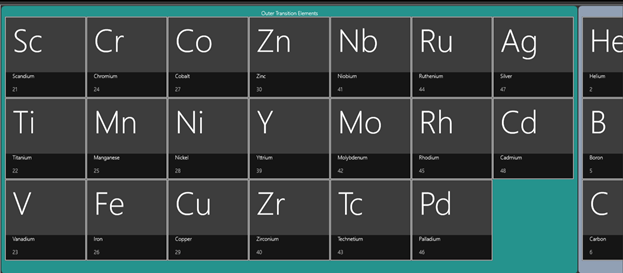 Outer Transition Elements
Sc Cr Co Zn Nb Ru Ag He
Scandium Chromium Cobalt Zinc Niobium Ruthenium Silver Helium
21 24 27 30 41 44 47 2
Ti Mn Ni Y Mo Rh Cd B
Titanium Manganese Nickel Yttrium Molybdenum Rhodium Cadmium Boron
22 25 28 39 42 45 48 5
V Fe Cu Zr Tc Pd C
Vanadium Iron Copper Zirconium Technetium Palladium Carbon
23 26 29 40 43 46 6